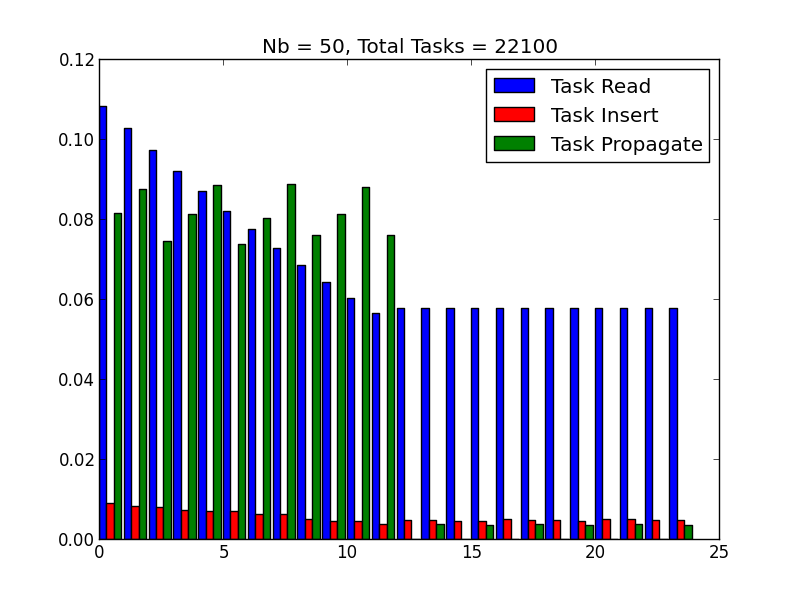 Nb = 50, Total Tasks = 22100
0.12
0.10
0.08
0.06
0.04
0.02
0.00
Task Read
Task Insert
Task Propagate
0 5 10 15 20 25